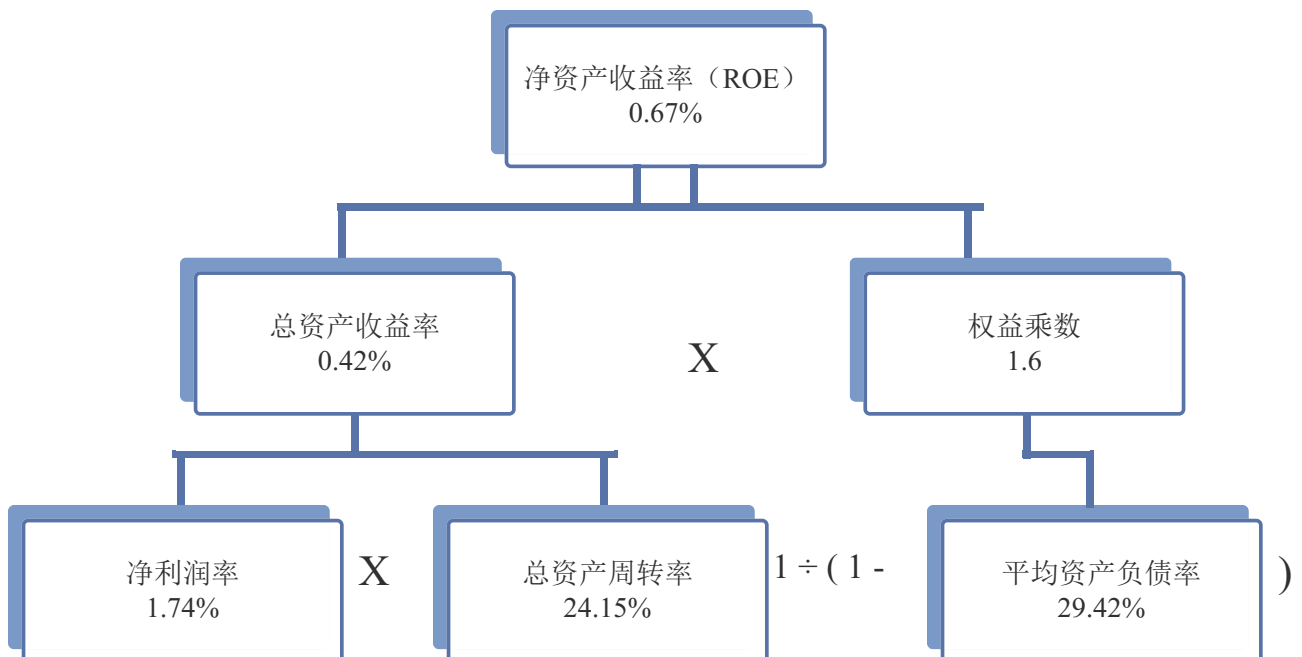 净资产收益率（ROE）
0.67%
总资产收益率
0.42%
X
权益乘数
1.6
净利润率
1.74%
X
总资产周转率
24.15%
1 ÷ ( 1 -
平均资产负债率
29.42%
)